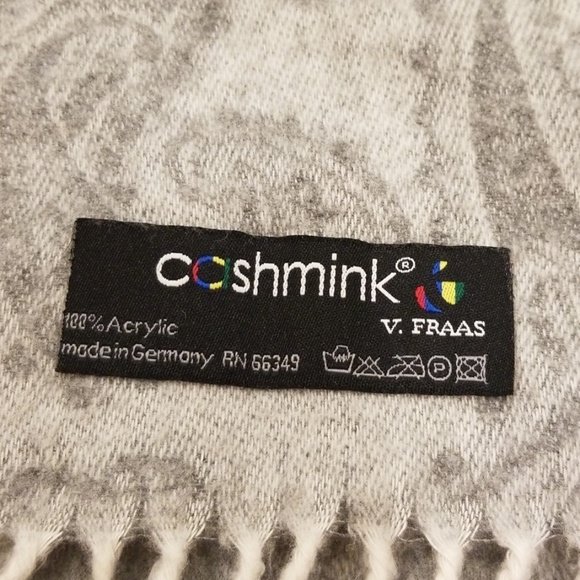 cashmink®
V. FRAAS
100% Acrylic
made in Germany RN 66349
P